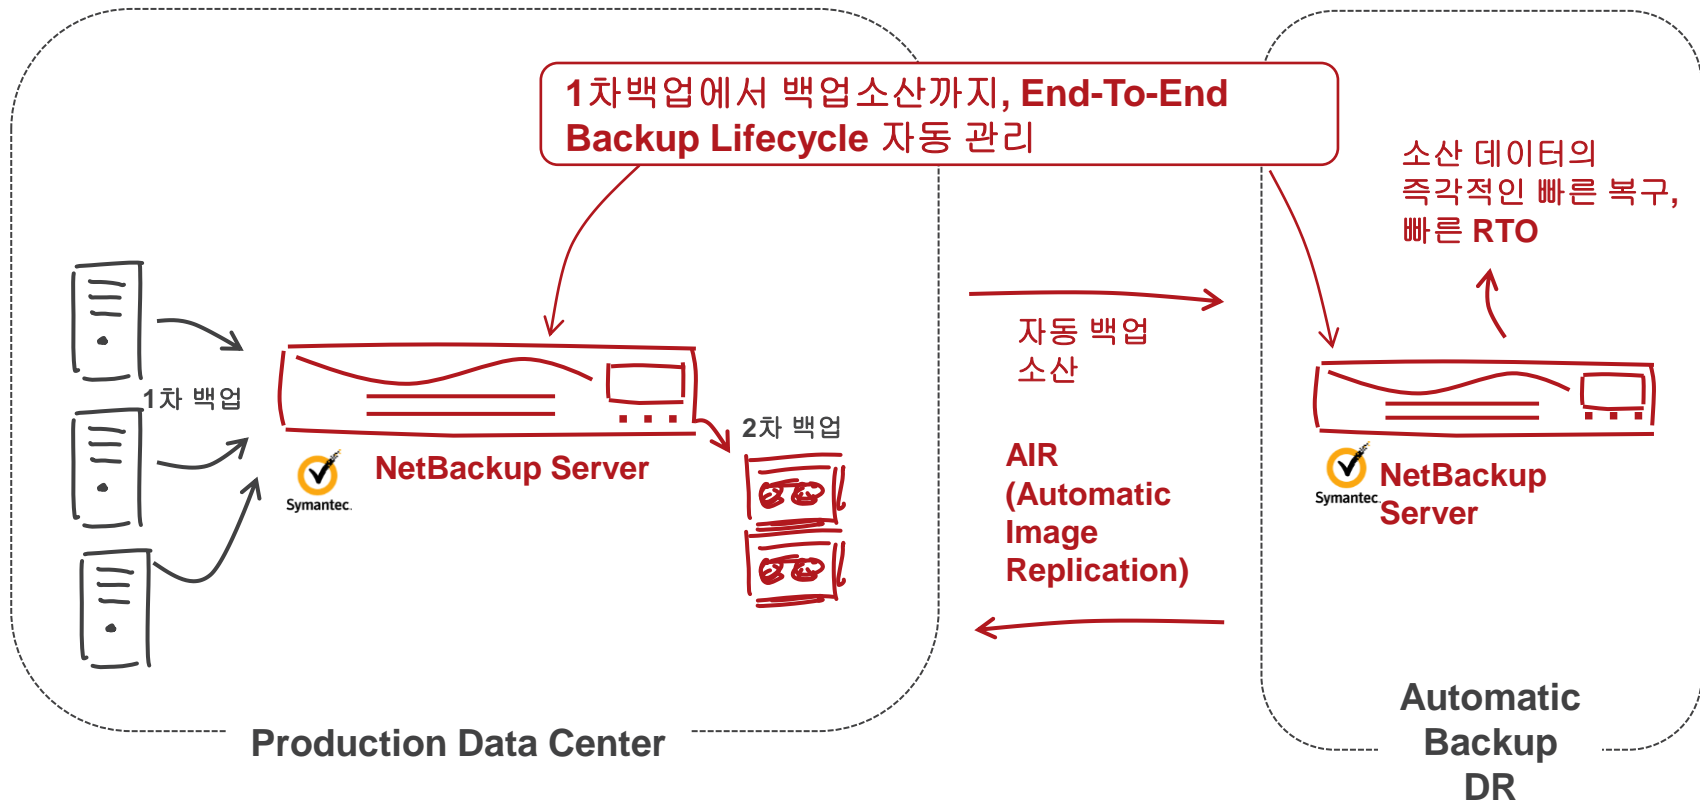 1차백업에서 백업소산까지, End-To-End
Backup Lifecycle 자동 관리
소산 데이터의
즉각적인 빠른 복구,
빠른 RTO
자동 백업
소산
1차 백업
2차 백업
NetBackup Server
Symantec.
AIR
(Automatic
Image
Replication)
NetBackup
Server
Symantec.
Production Data Center
Automatic
Backup
DR